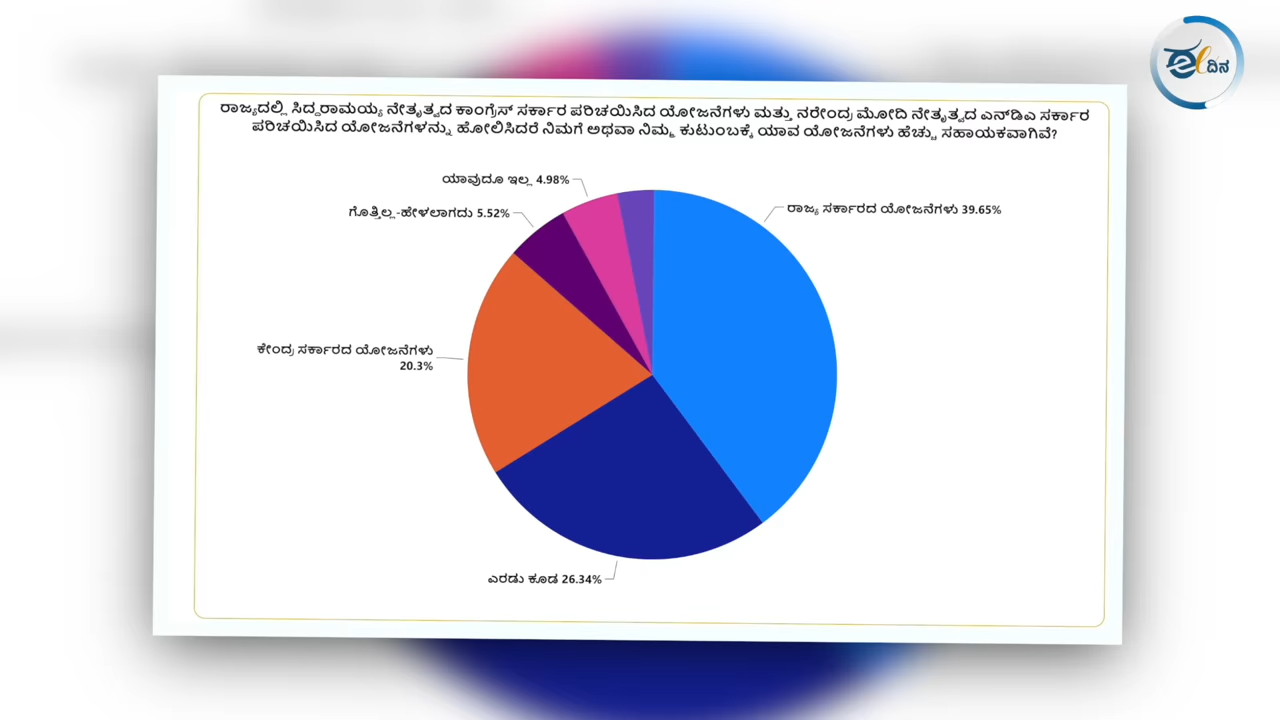 ಈ ದಿನ
ರಾಜ್ಯದಲ್ಲಿ ಸಿದ್ದರಾಮಯ್ಯ ನೇತೃತ್ವದ ಕಾಂಗ್ರೆಸ್ ಸರ್ಕಾರ ಪರಿಚಯಿಸಿದ ಯೋಜನೆಗಳು ಮತ್ತು ನರೇಂದ್ರ ಮೋದಿ ನೇತೃತ್ವದ ಎನ್‌ಡಿಎ ಸರ್ಕಾರ
ಪರಿಚಯಿಸಿದ ಯೋಜನೆಗಳನ್ನು ಹೋಲಿಸಿದರೆ ನಿಮಗೆ ಅಥವಾ ನಿಮ್ಮ ಕುಟುಂಬಕ್ಕೆ ಯಾವ ಯೋಜನೆಗಳು ಹೆಚ್ಚು ಸಹಾಯಕವಾಗಿವೆ?
ಯಾವುದೂ ಇಲ್ಲ 4.98%
ರಾಜ್ಯ ಸರ್ಕಾರದ ಯೋಜನೆಗಳು 39.65%
ಗೊತ್ತಿಲ್ಲ-ಹೇಳಲಾಗದು 5.52%
ಕೇಂದ್ರ ಸರ್ಕಾರದ ಯೋಜನೆಗಳು
20.3%
ಎರಡು ಕೂಡ 26.34%